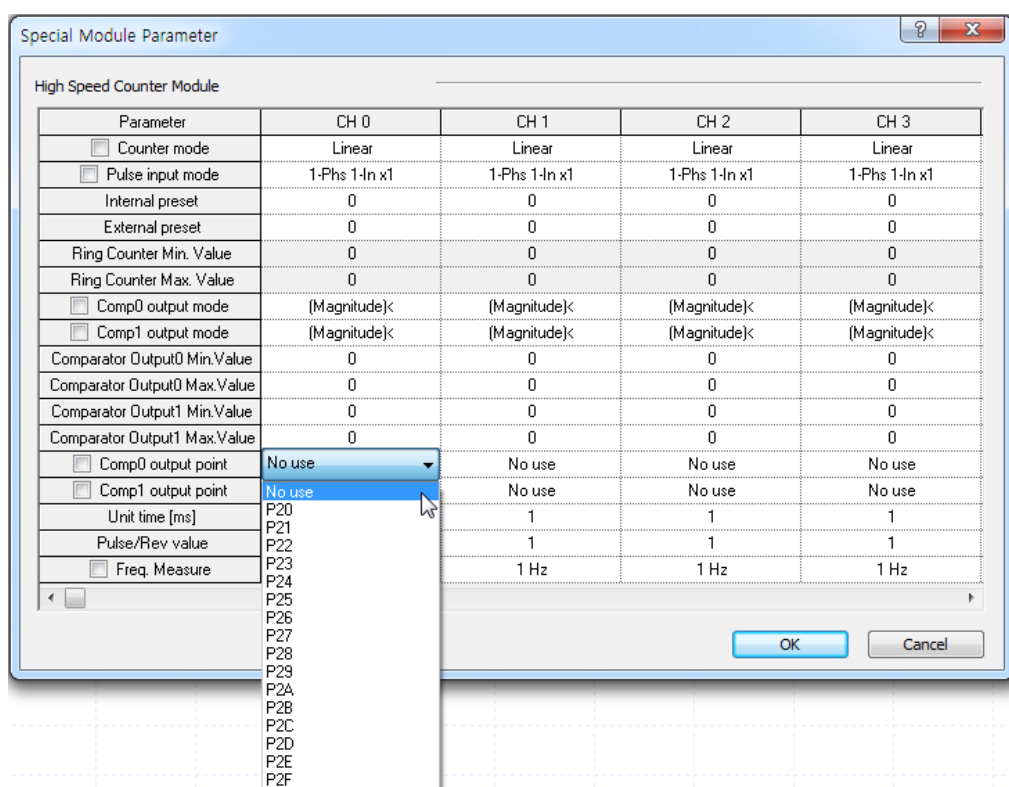 Special Module Parameter
High Speed Counter Module
Parameter CH 0 CH 1 CH 2 CH 3
Counter mode Linear Linear Linear Linear
Pulse input mode 1-Phs 1-In x1 1-Phs 1-In x1 1-Phs 1-In x1 1-Phs 1-In x1
Internal preset 0 0 0 0
External preset 0 0 0 0
Ring Counter Min. Value 0 0 0 0
Ring Counter Max. Value 0 0 0 0
Comp0 output mode (Magnitude)< (Magnitude)< (Magnitude)< (Magnitude)<
Comp1 output mode (Magnitude)< (Magnitude)< (Magnitude)< (Magnitude)<
Comparator Output0 Min.Value 0 0 0 0
Comparator Output0 Max.Value 0 0 0 0
Comparator Output1 Min.Value 0 0 0 0
Comparator Output1 Max.Value 0 0 0 0
Comp0 output point No use No use No use No use
Comp1 output point No use No use No use No use
Unit time [ms] 1 1 1
Pulse/Rev value 1 1 1
Freq. Measure 1 Hz 1 Hz 1 Hz
P20
P21
P22
P23
P24
P25
P26
P27
P28
P29
P2A
P2B
P2C
P2D
P2E
P2F
OK Cancel